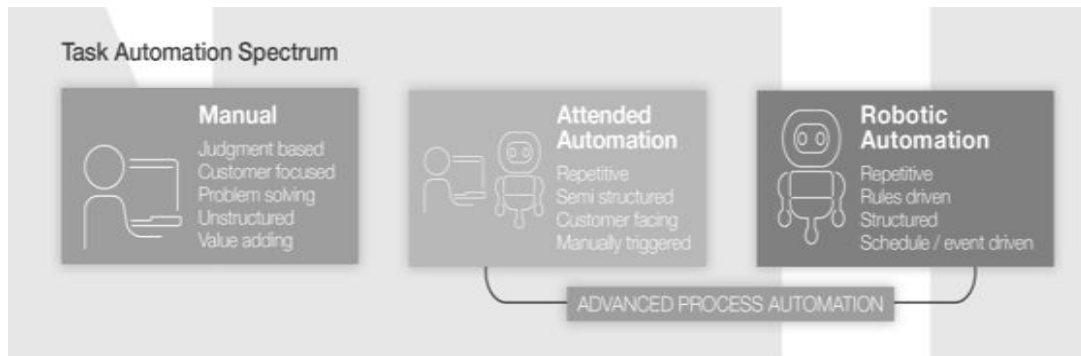 Task Automation Spectrum
Manual
Judgment based
Customer focused
Problem solving
Unstructured
Value adding
Attended
Automation
Repetitive
Semi structured
Customer facing
Manually triggered
Robotic
Automation
Repetitive
Rules driven
Structured
Schedule / event driven
ADVANCED PROCESS AUTOMATION